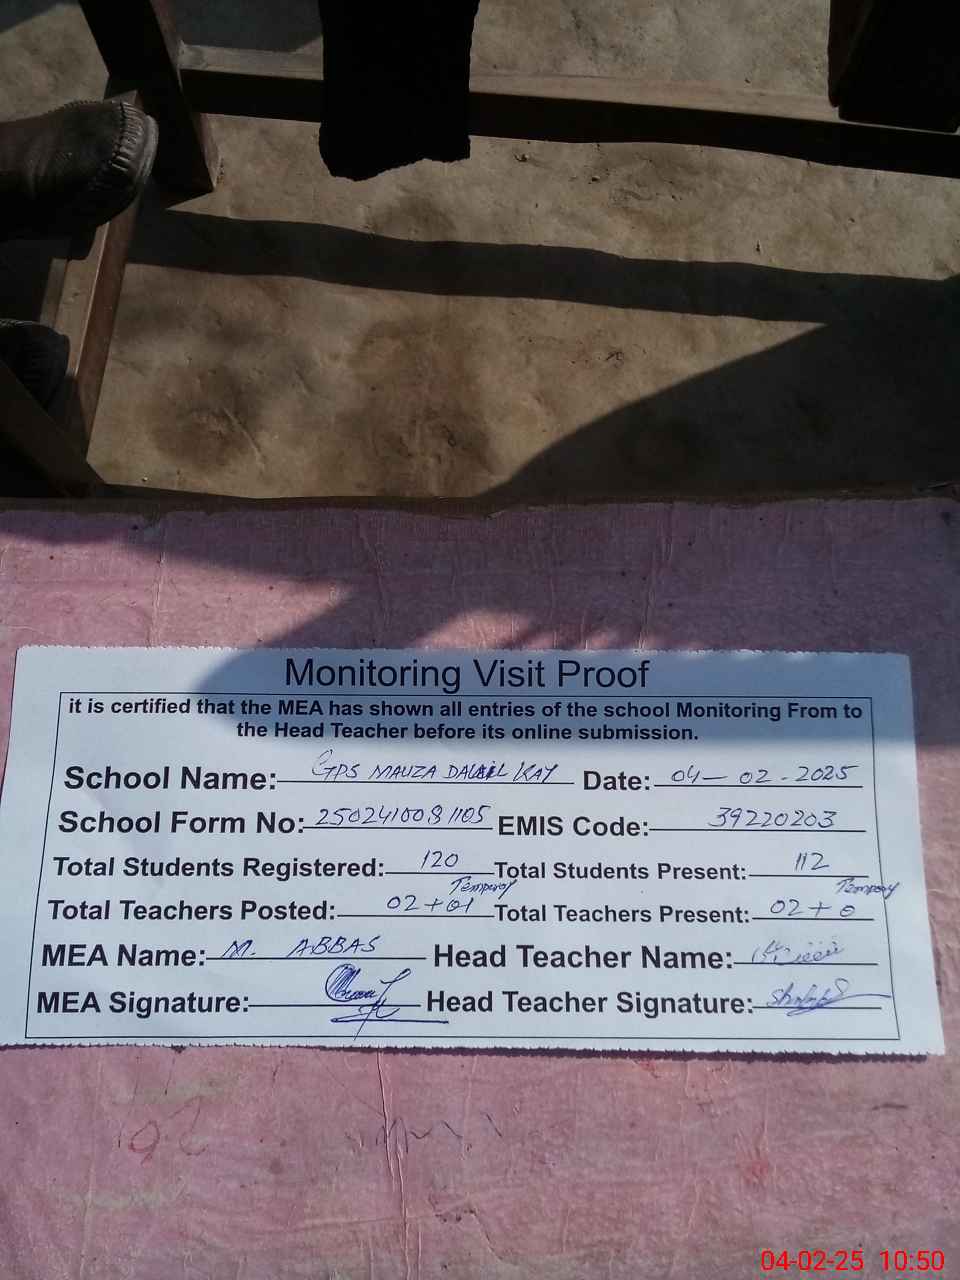 Monitoring Visit Proof
it is certified that the MEA has shown all entries of the school Monitoring From to
the Head Teacher before its online submission.
School Name: GPS MAUZA KAY Date: 04-02-2025
School Form No: EMIS Code: 39220203
Total Students Registered: 120 Total Students Present: 112
Total Teachers Posted: 02+01 Temperoy Total Teachers Present: 02+0 Tempory
MEA Name: M. ABBAS Head Teacher Name:
MEA Signature: Head Teacher Signature:
04-02-25 10:50